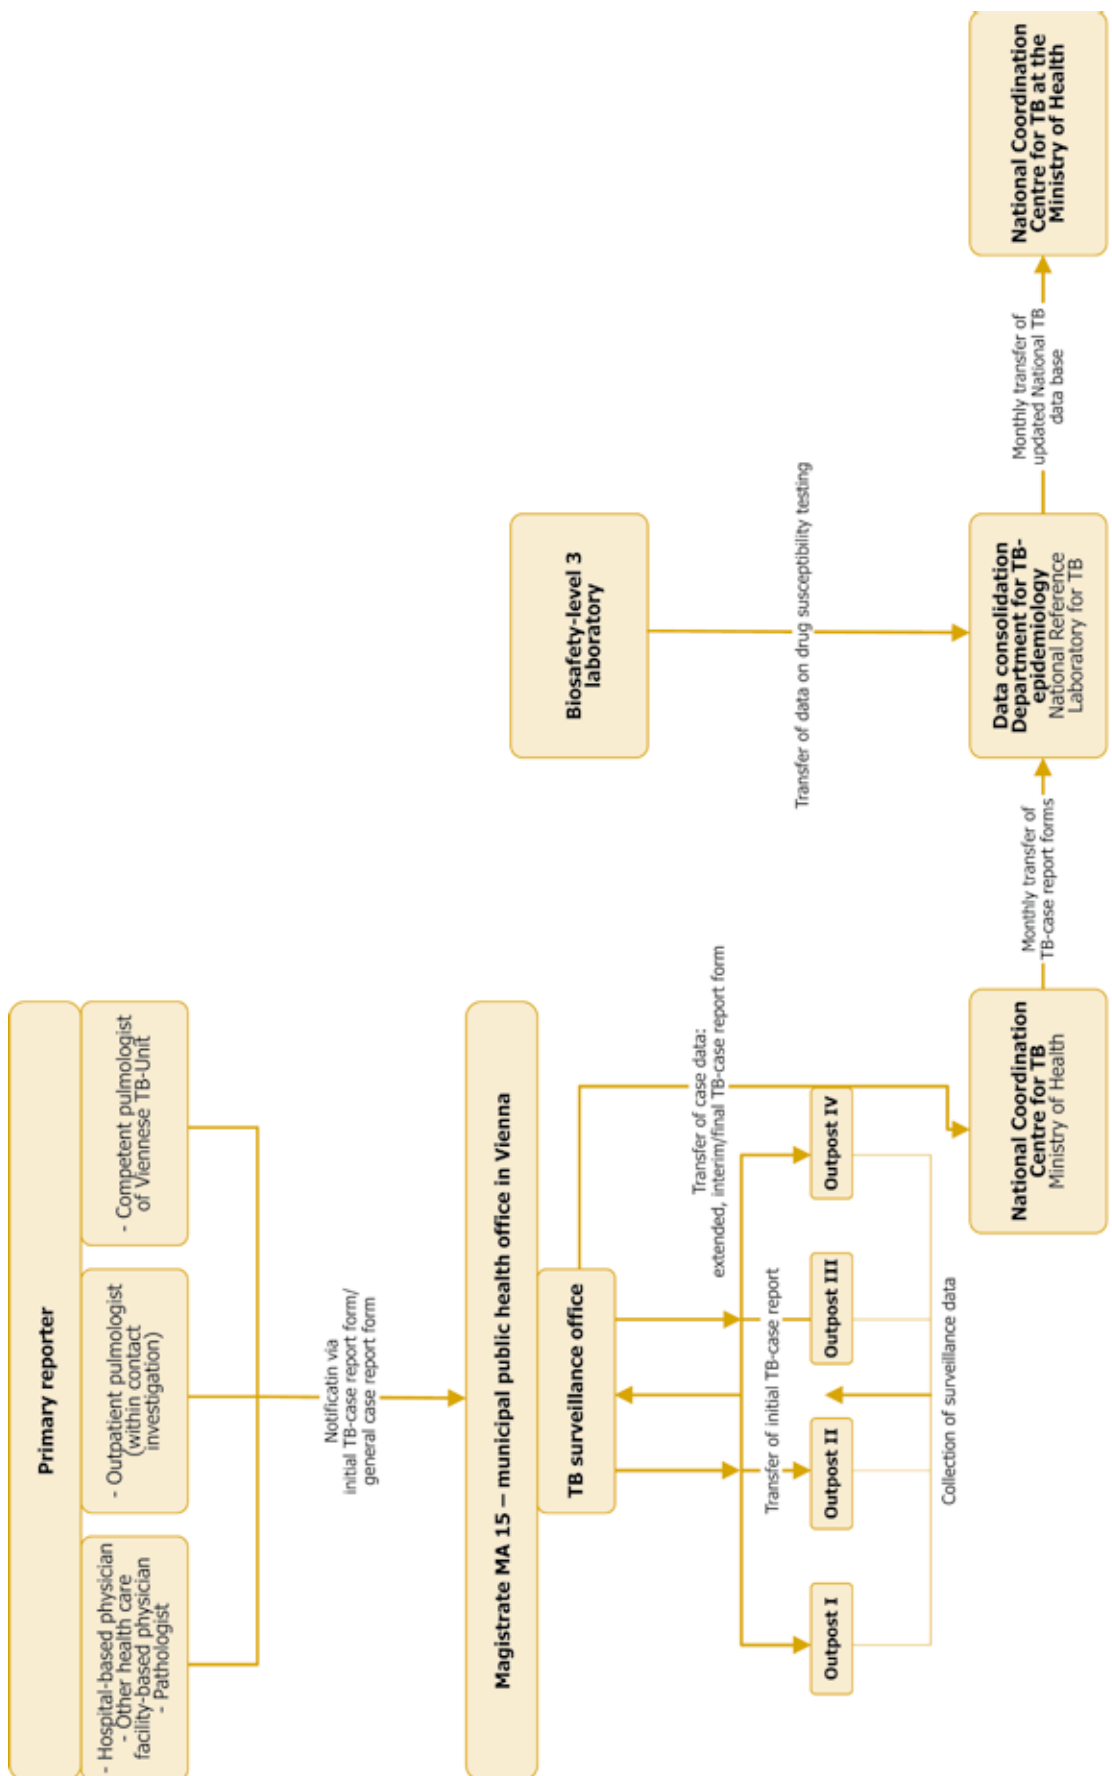 Primary reporter
- Hospital-based physician
- Other health care
facility-based physician
- Pathologist
- Outpatient pulmologist
(within contact
investigation)
- Competent pulmologist
of Viennese TB-Unit
Notificatin via
initial TB-case report form/
general case report form
Magistrate MA 15 – municipal public health office in Vienna
TB surveillance office
Transfer of case data:
extended, interim/final TB-case report form
Transfer of initial TB-case report
Outpost I
Outpost II
Outpost III
Outpost IV
Collection of surveillance data
National Coordination
Centre for TB
Ministry of Health
Monthly transfer of
TB-case report forms
Biosafety-level 3
laboratory
Transfer of data on drug susceptibility testing
Data consolidation
Department for TB-
epidemiology
National Reference
Laboratory for TB
Monthly transfer of
updated National TB
data base
National Coordination
Centre for TB at the
Ministry of Health